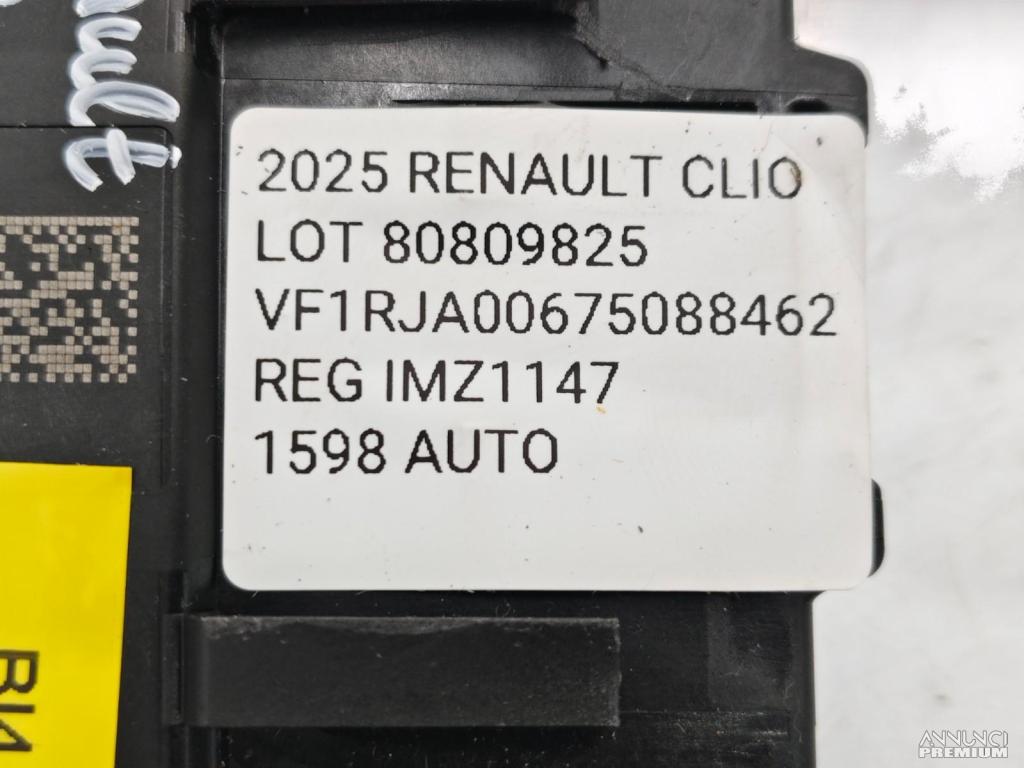 2025 RENAULT CLIO
LOT 80809825
VF1RJA00675088462
REG IMZ1147
1598 AUTO
ANNUNCI
PREMIUM